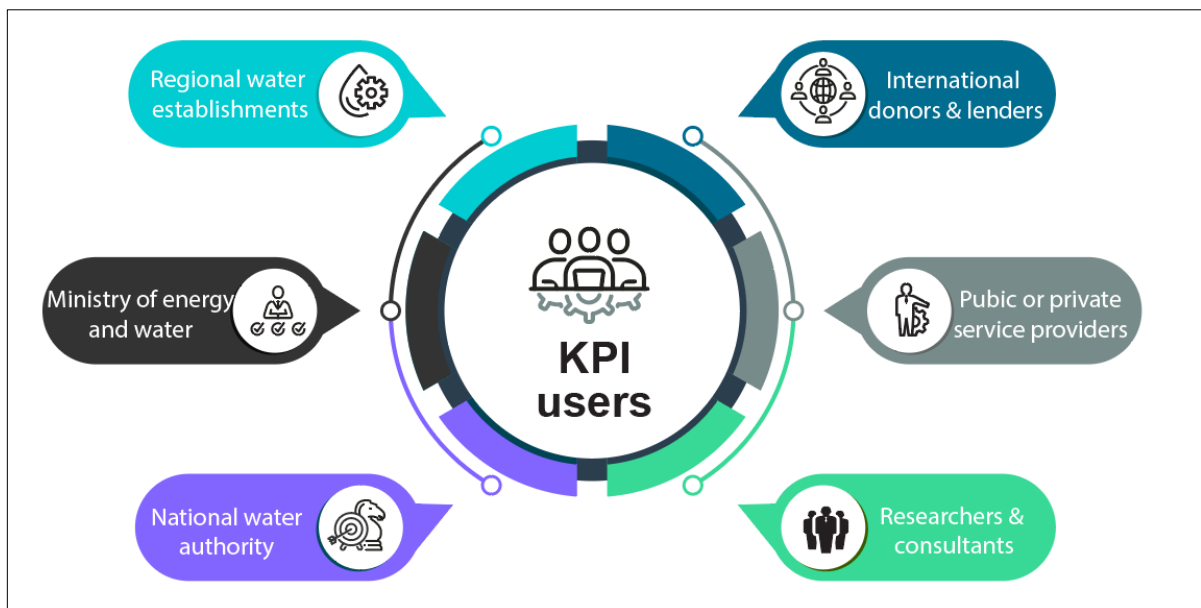 Regional water
establishments
International
donors & lenders
Ministry of energy
and water
KPI
users
Pubic or private
service providers
National water
authority
Researchers &
consultants